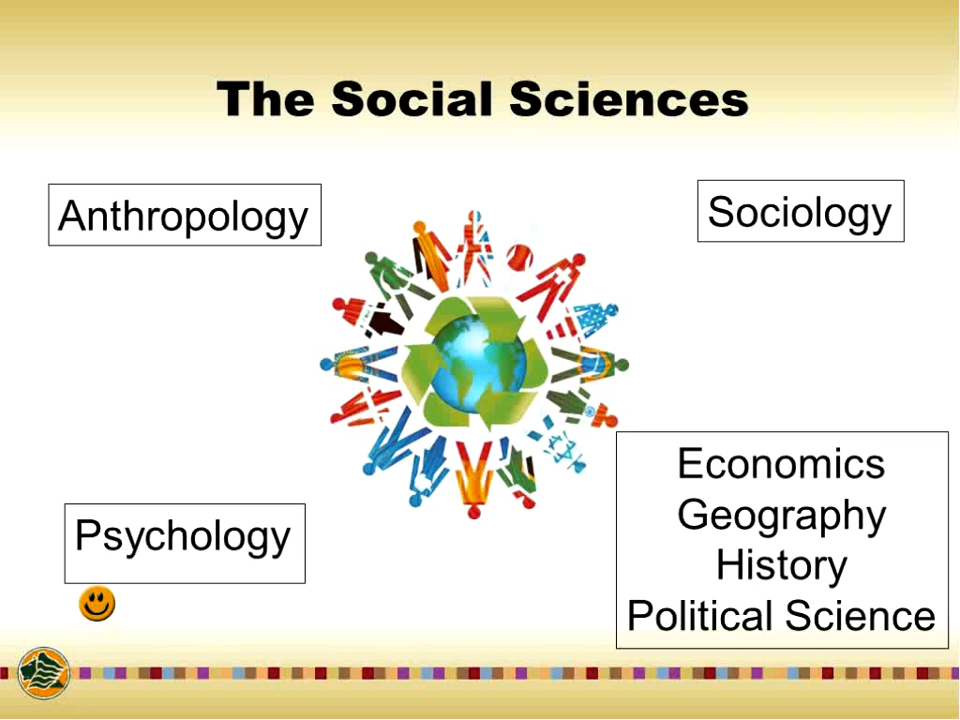 The Social Sciences
Anthropology
Sociology
Psychology
Economics
Geography
History
Political Science